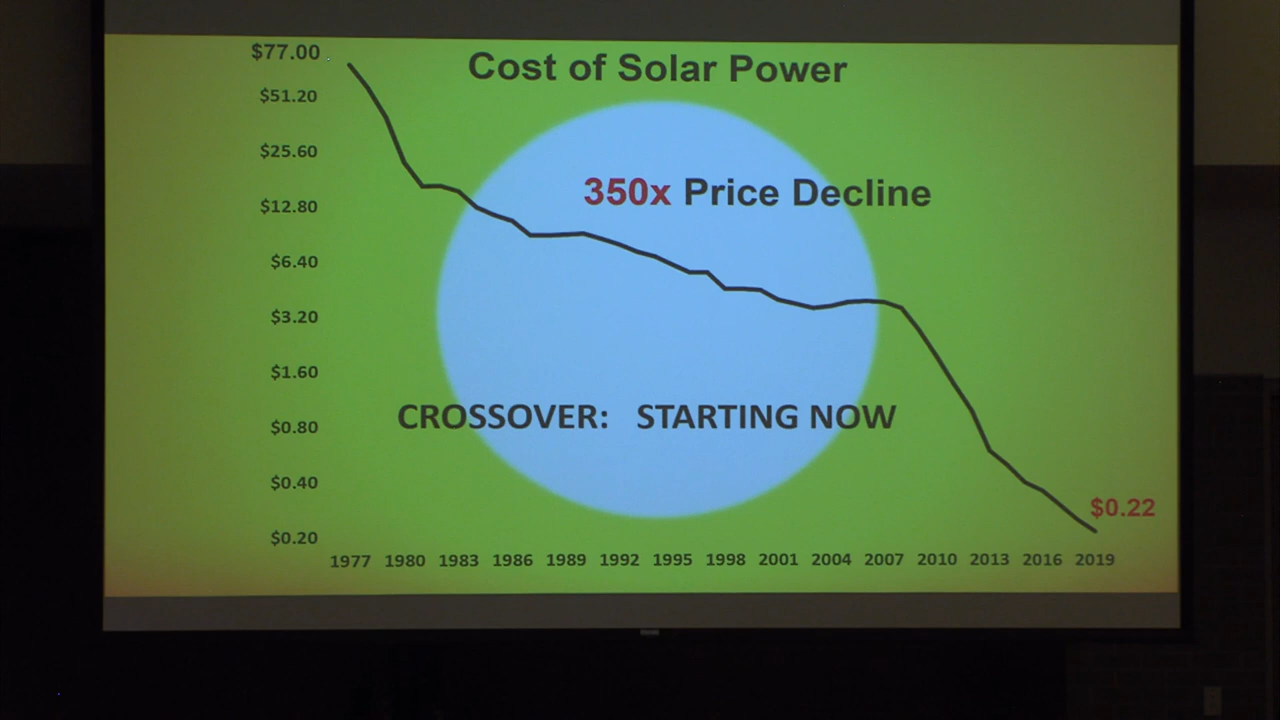 Cost of Solar Power
350x Price Decline
CROSSOVER: STARTING NOW
$77.00
$51.20
$25.60
$12.80
$6.40
$3.20
$1.60
$0.80
$0.40
$0.20
$0.22
1977 1980 1983 1986 1989 1992 1995 1998 2001 2004 2007 2010 2013 2016 2019